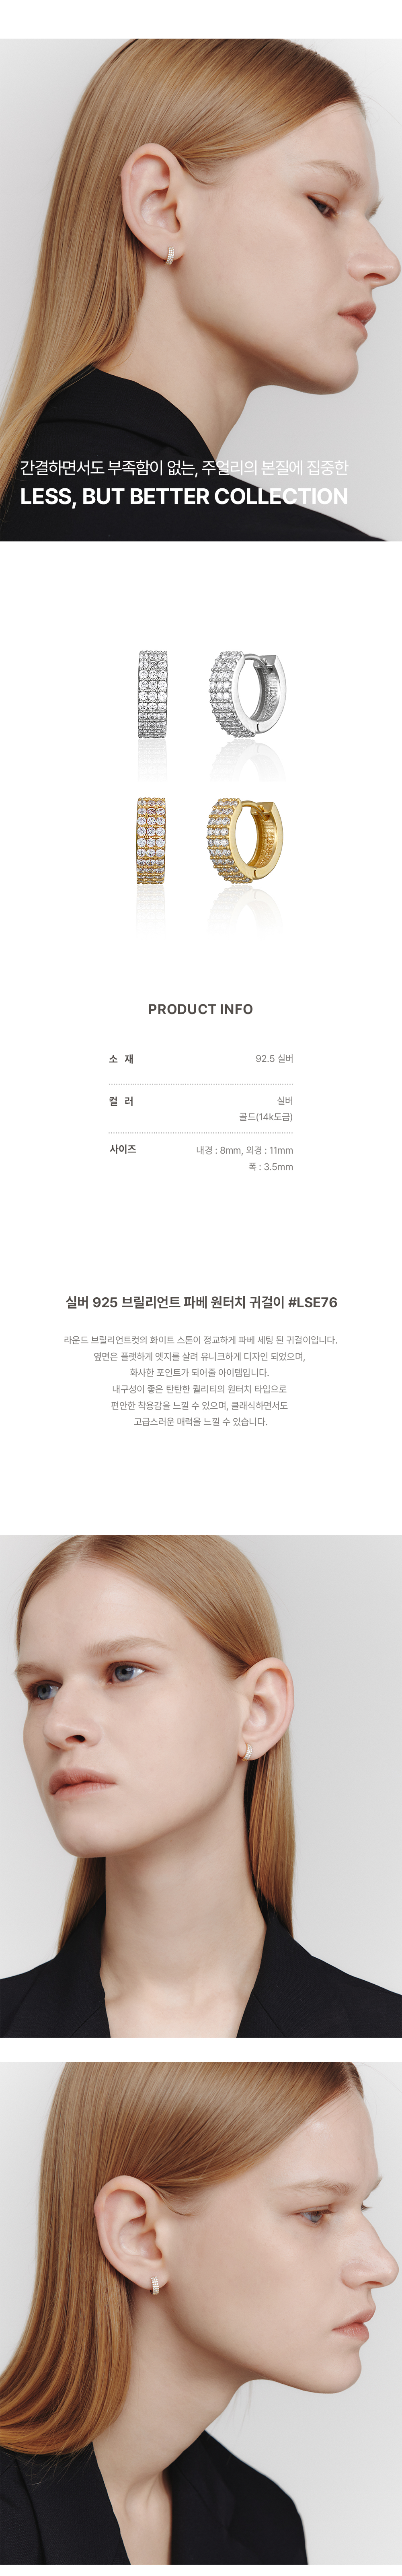 간결하면서도 부족함이 없는, 주얼리의 본질에 집중한
LESS, BUT BETTER COLLECTION
PRODUCT INFO
소 재 92.5 실버
컬 러 실버
골드(14k도금)
사이즈 내경 : 8mm, 외경 : 11mm
폭 : 3.5mm
실버 925 브릴리언트 파베 원터치 귀걸이 #LSE76
라운드 브릴리언트컷의 화이트 스톤이 정교하게 파베 세팅 된 귀걸이입니다.
옆면은 플랫하게 엣지를 살려 유니크하게 디자인 되었으며,
화사한 포인트가 되어줄 아이템입니다.
내구성이 좋은 탄탄한 퀄리티의 원터치 타입으로
편안한 착용감을 느낄 수 있으며, 클래식하면서도
고급스러운 매력을 느낄 수 있습니다.